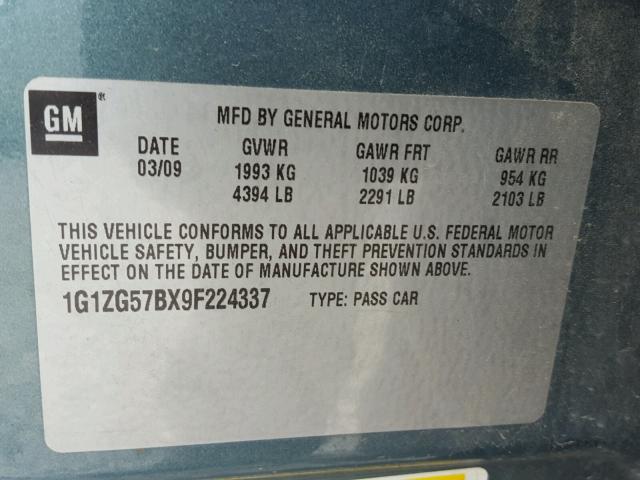 GM®
MFD BY GENERAL MOTORS CORP.
DATE GVWR GAWR FRT GAWR RR
03/09 1993 KG 1039 KG 954 KG
4394 LB 2291 LB 2103 LB
THIS VEHICLE CONFORMS TO ALL APPLICABLE U.S. FEDERAL MOTOR
VEHICLE SAFETY, BUMPER, AND THEFT PREVENTION STANDARDS IN
EFFECT ON THE DATE OF MANUFACTURE SHOWN ABOVE.
1G1ZG57BX9F224337 TYPE: PASS CAR